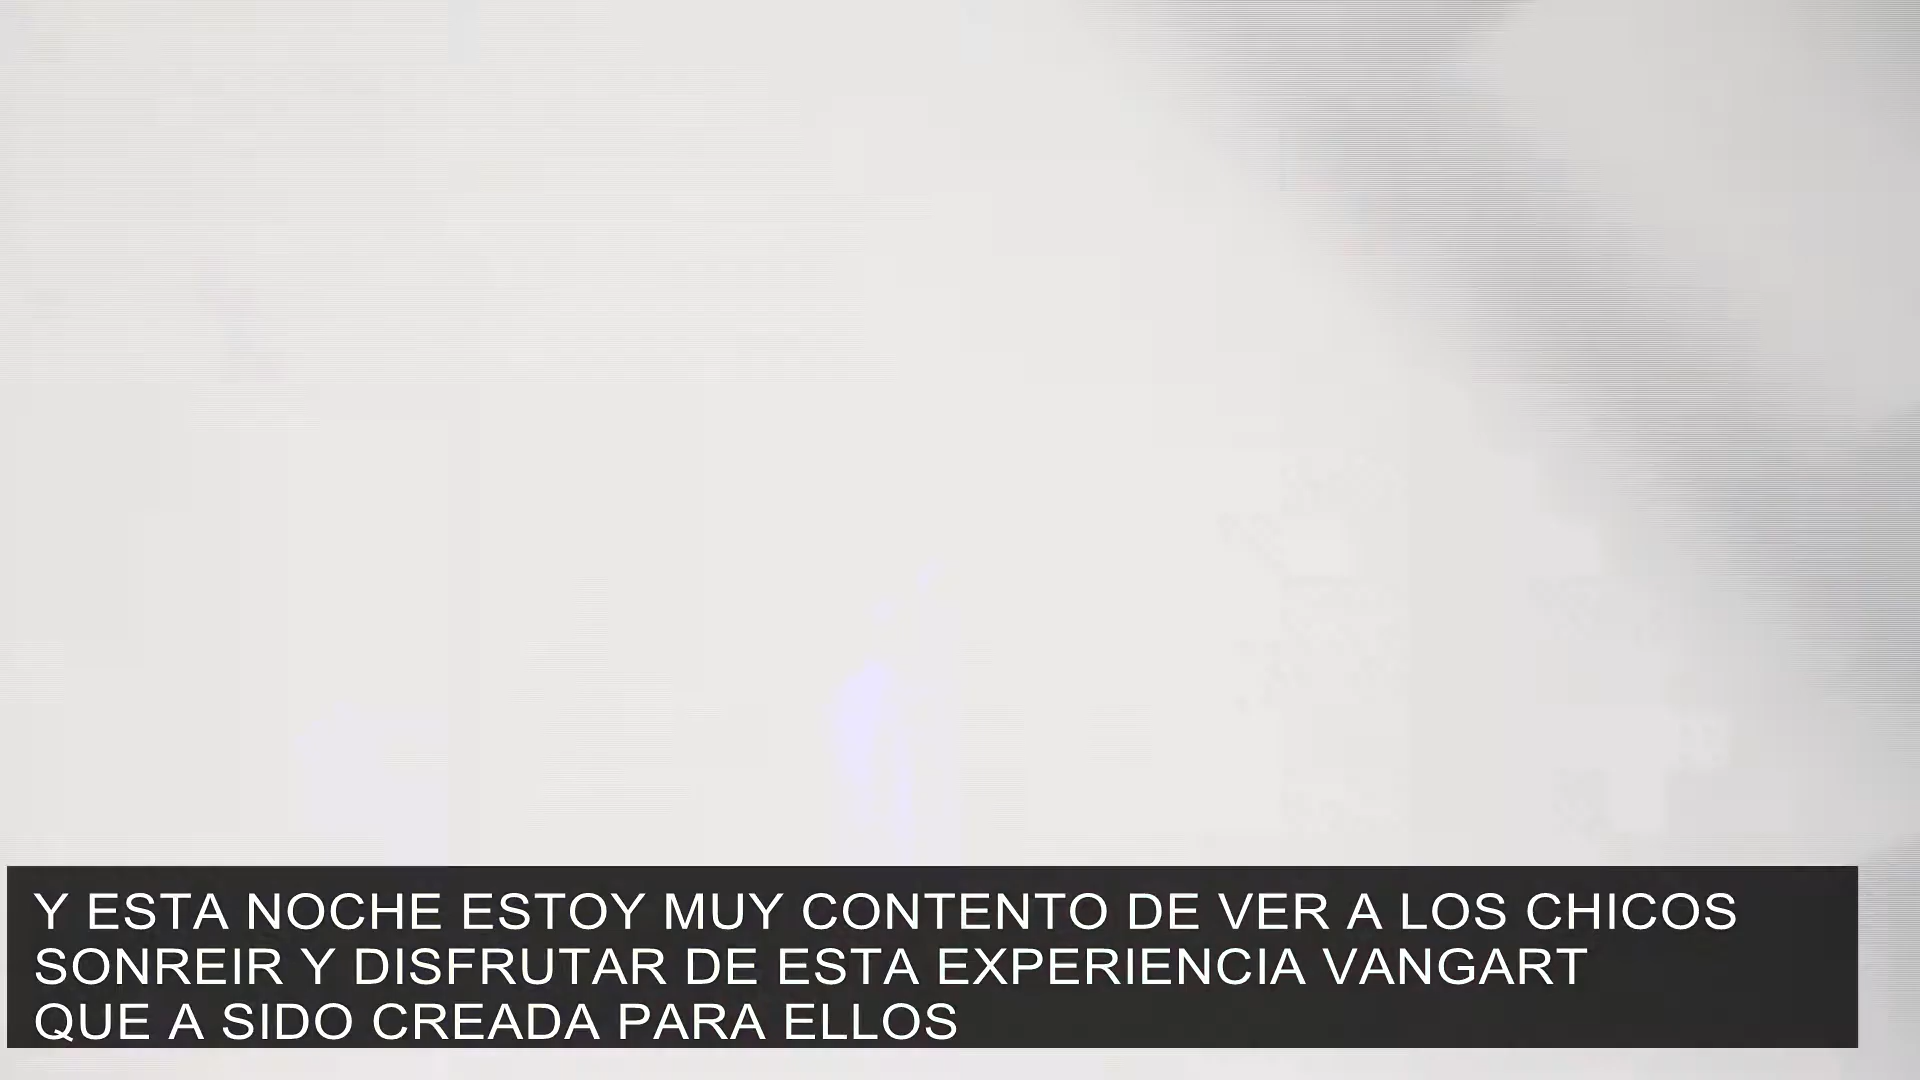 Y ESTA NOCHE ESTOY MUY CONTENTO DE VER A LOS CHICOS
SONREIR Y DISFRUTAR DE ESTA EXPERIENCIA VANGART
QUE A SIDO CREADA PARA ELLOS